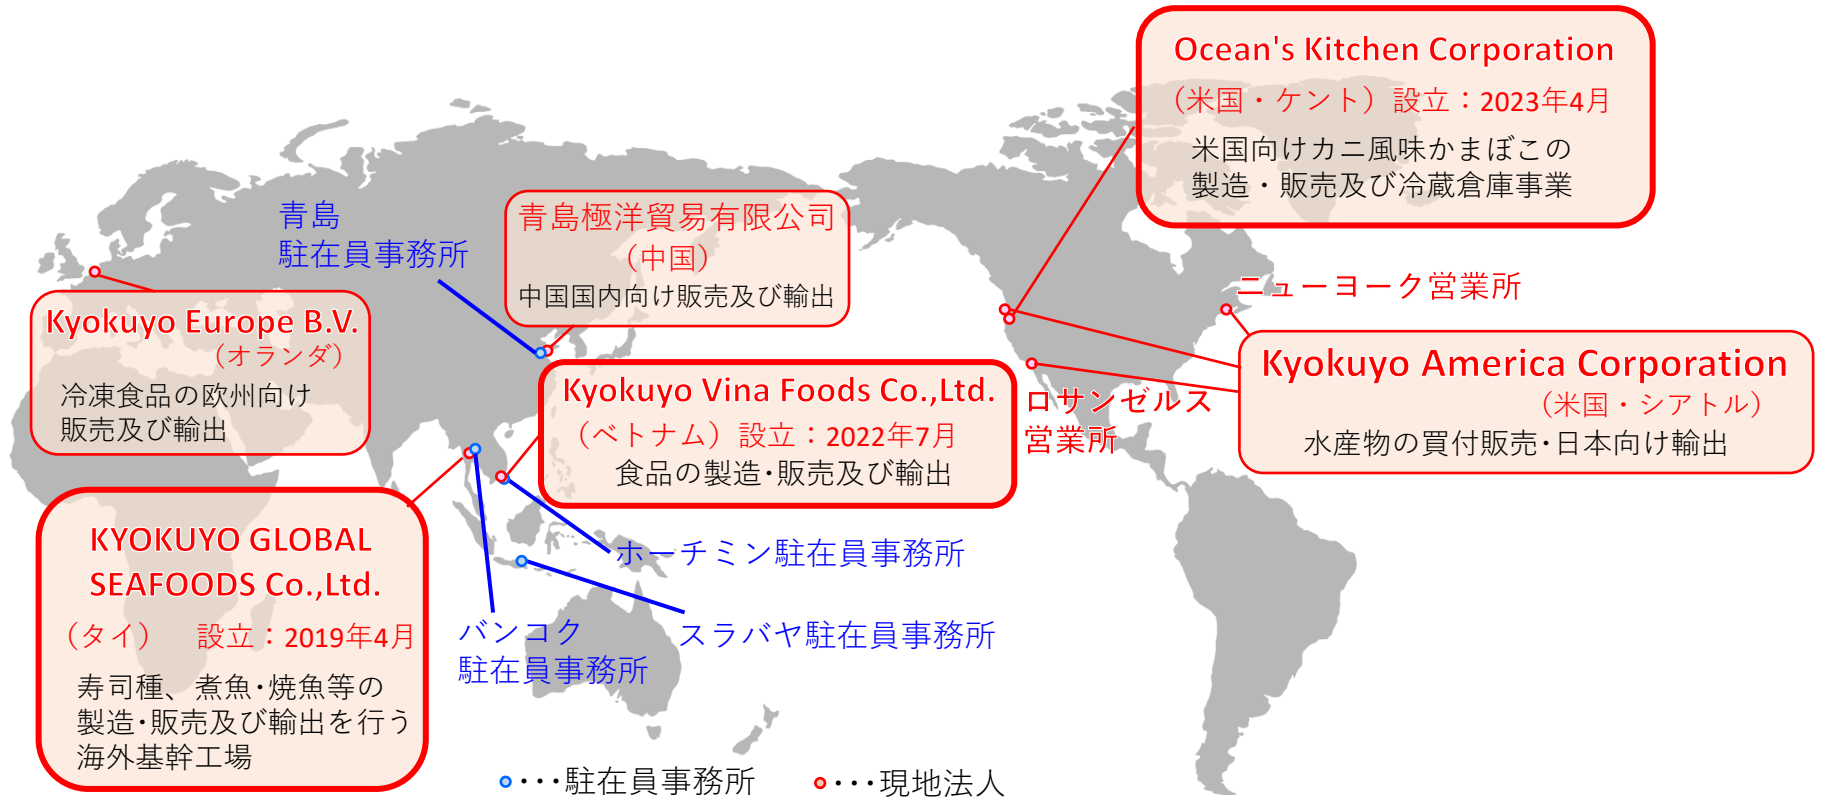 Ocean's Kitchen Corporation
（米国・ケント）設立：2023年4月
米国向けカニ風味かまぼこの
製造・販売及び冷蔵倉庫事業
青島
駐在員事務所
青島極洋貿易有限公司
（中国）
中国国内向け販売及び輸出
ニューヨーク営業所
Kyokuyo Europe B.V.
（オランダ）
冷凍食品の欧州向け
販売及び輸出
Kyokuyo Vina Foods Co.,Ltd.
（ベトナム）設立：2022年7月
食品の製造･販売及び輸出
ロサンゼルス
営業所
Kyokuyo America Corporation
（米国・シアトル）
水産物の買付販売･日本向け輸出
KYOKUYO GLOBAL
SEAFOODS Co.,Ltd.
（タイ）　設立：2019年4月
寿司種、煮魚･焼魚等の
製造･販売及び輸出を行う
海外基幹工場
ホーチミン駐在員事務所
バンコク
駐在員事務所
スラバヤ駐在員事務所
･･･駐在員事務所
･･･現地法人